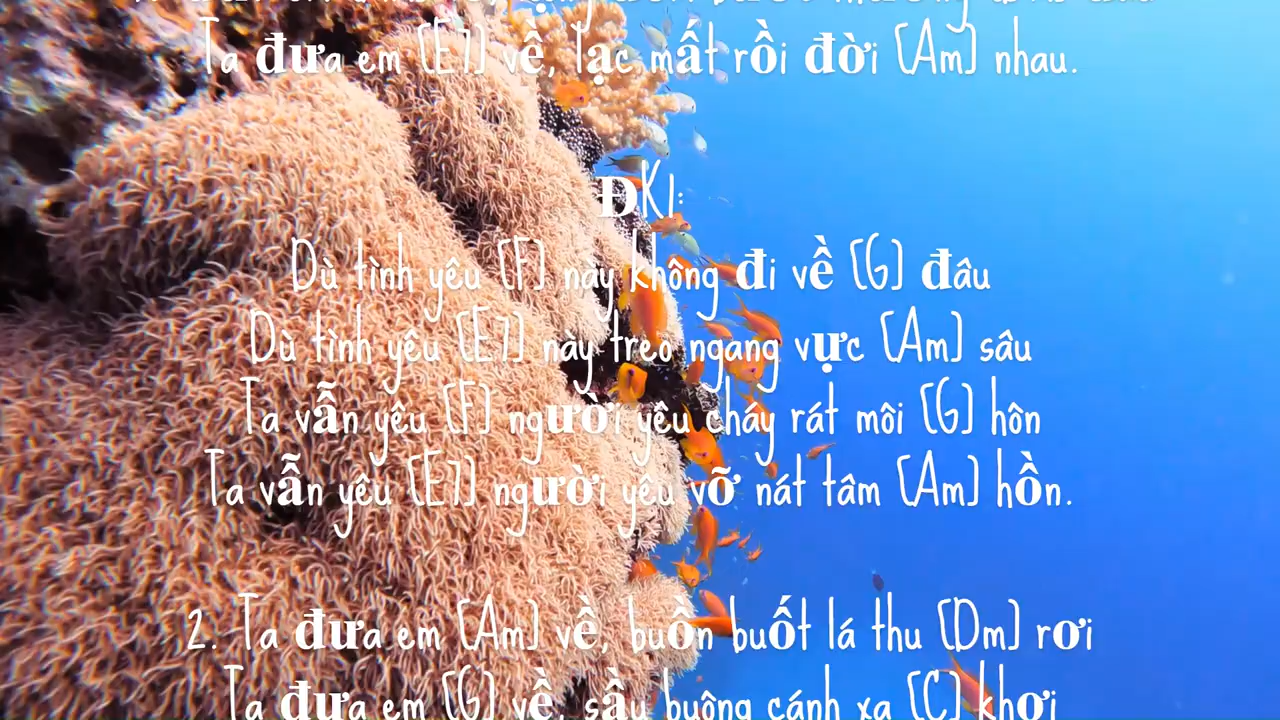 Ta đưa em [E7] về, lạc mất rồi đời [Am] nhau.
ĐK1:
Dù tình yêu [F] này không đi về [G] đâu
Dù tình yêu [E7] này treo ngang vực [Am] sâu
Ta vẫn yêu [F] người yêu cháy rát môi [G] hôn
Ta vẫn yêu [E7] người yêu vỡ nát tâm [Am] hồn.
2. Ta đưa em [Am] về, buồn buốt lá thu [Dm] rơi
Ta đưa em [G] về, sầu buông cánh xa [C] khơi